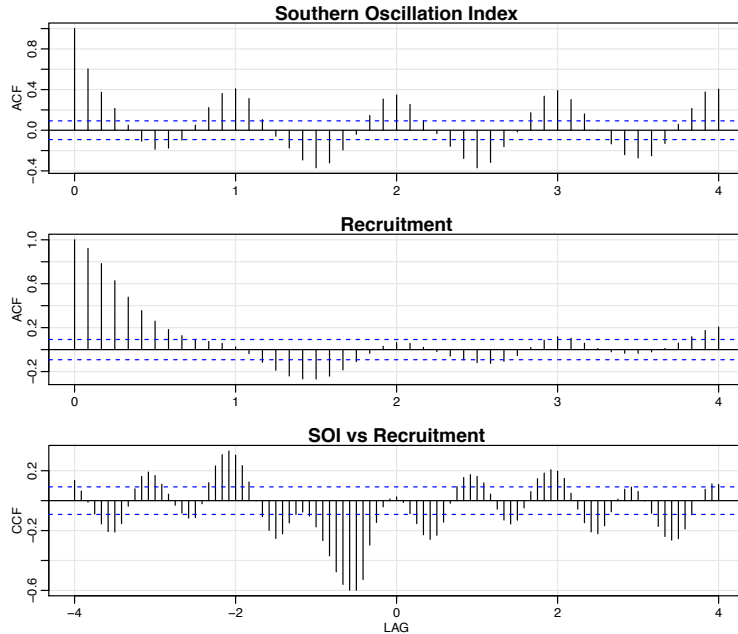 Southern Oscillation Index
ACF
0.8
0.4
0.0
−0.4
0 1 2 3 4
Recruitment
ACF
1.0
0.6
0.2
−0.2
0 1 2 3 4
SOI vs Recruitment
CCF
0.2
−0.2
−0.6
−4 −2 0 2 4
LAG